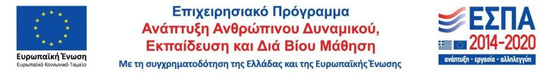 Επιχειρησιακό Πρόγραμμα
Ανάπτυξη Ανθρώπινου Δυναμικού,
Εκπαίδευση και Διά Βίου Μάθηση
Με τη συγχρηματοδότηση της Ελλάδας και της Ευρωπαϊκής Ένωσης
Ευρωπαϊκή Ένωση
Ευρωπαϊκό Κοινωνικό Ταμείο
ΕΣΠΑ
2014-2020
ανάπτυξη - εργασία - αλληλεγγύη